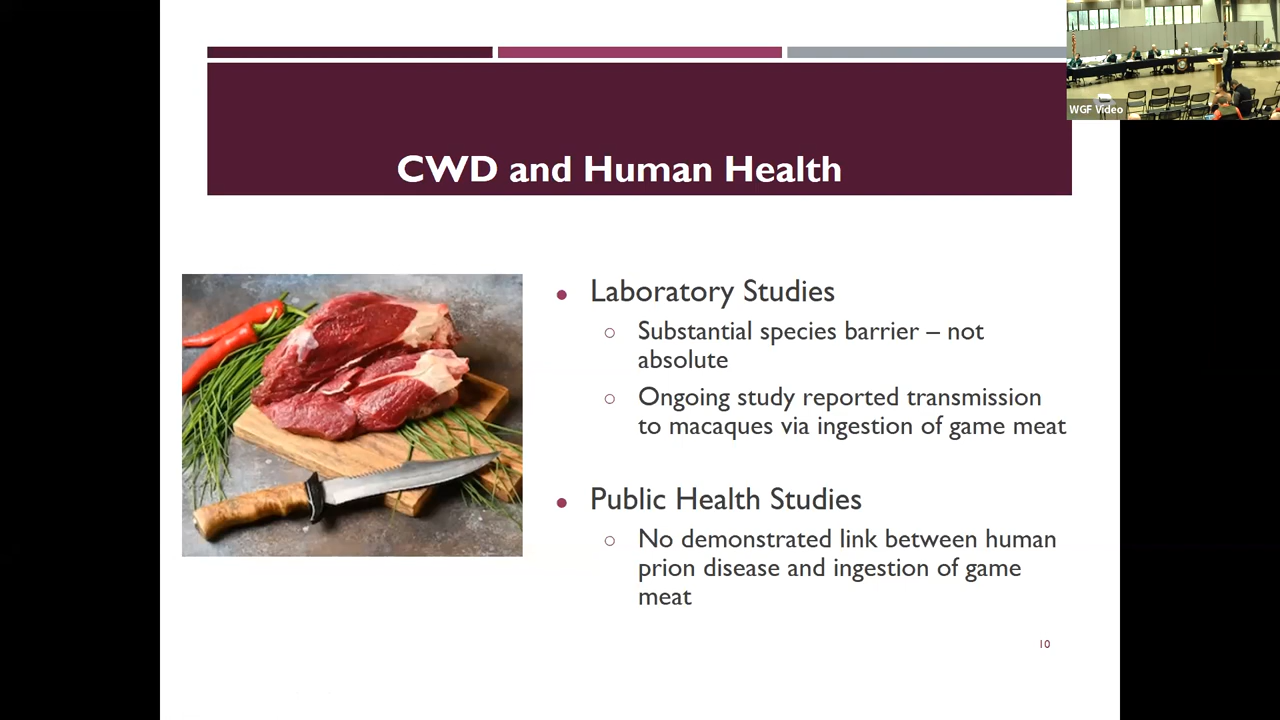 WGF Video
CWD and Human Health
• Laboratory Studies
○ Substantial species barrier – not
absolute
○ Ongoing study reported transmission
to macaques via ingestion of game meat
• Public Health Studies
○ No demonstrated link between human
prion disease and ingestion of game
meat
10